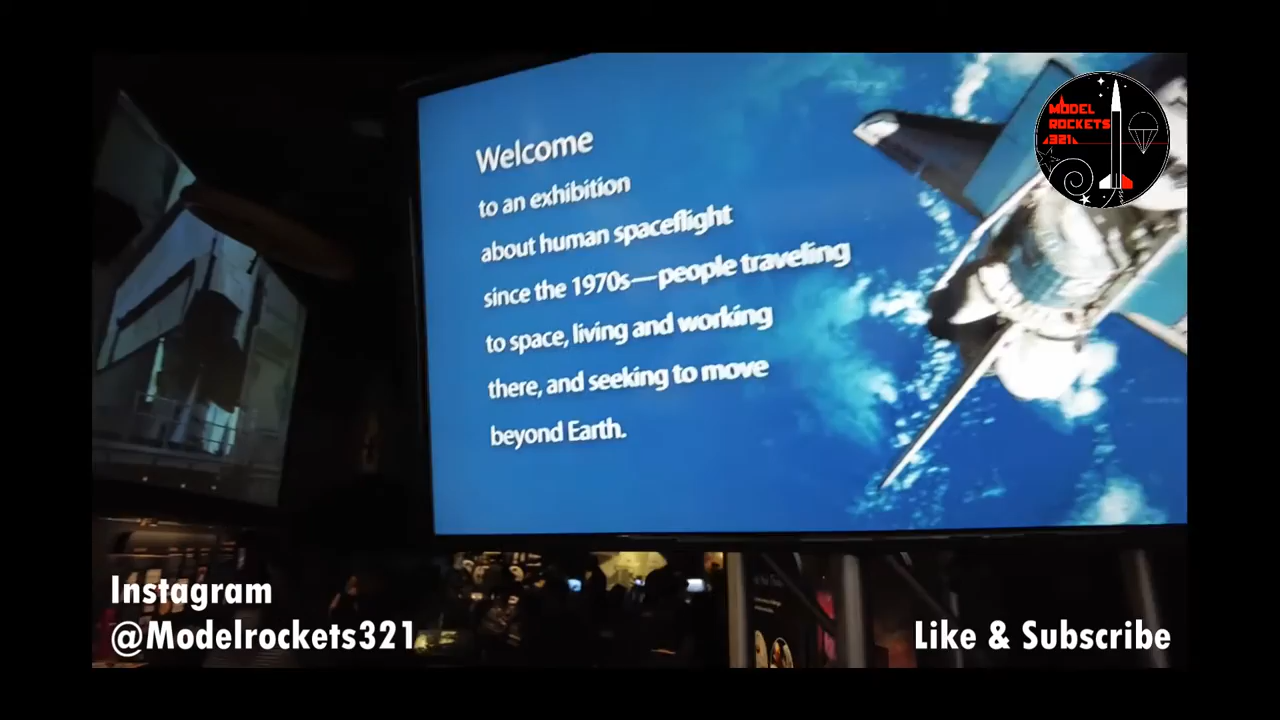 Welcome
to an exhibition
about human spaceflight
since the 1970s—people traveling
to space, living and working
there, and seeking to move
beyond Earth.
MODEL
ROCKETS
321
Instagram
@Modelrockets321
Like & Subscribe